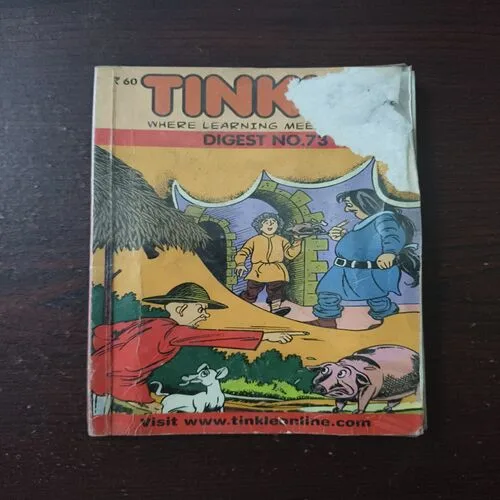 ₹ 60
TINK
WHERE LEARNING MEE
DIGEST NO.73
Visit www.tinkleonline.com